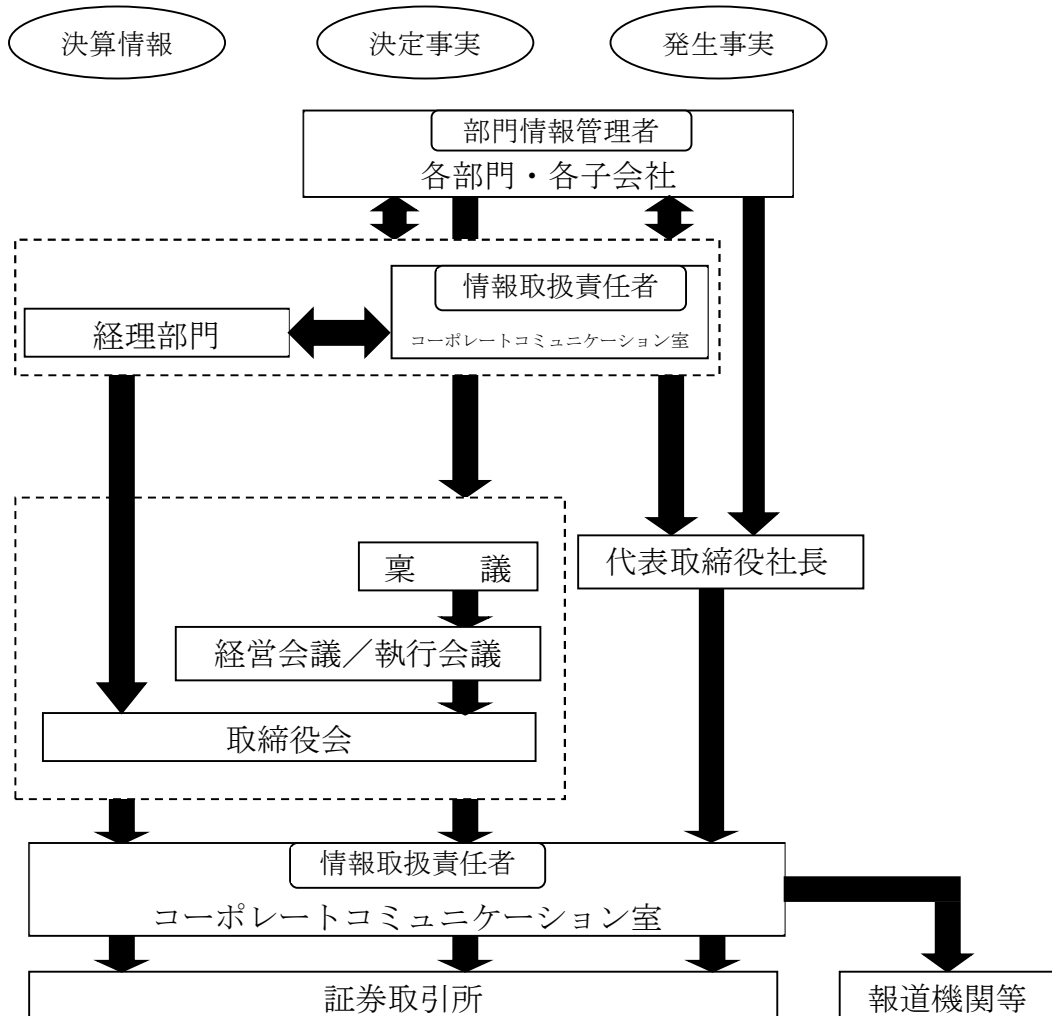 決算情報
決定事実
発生事実
部門情報管理者
各部門・各子会社
情報取扱責任者
経理部門
コーポレートコミュニケーション室
稟　議
代表取締役社長
経営会議／執行会議
取締役会
情報取扱責任者
コーポレートコミュニケーション室
証券取引所
報道機関等